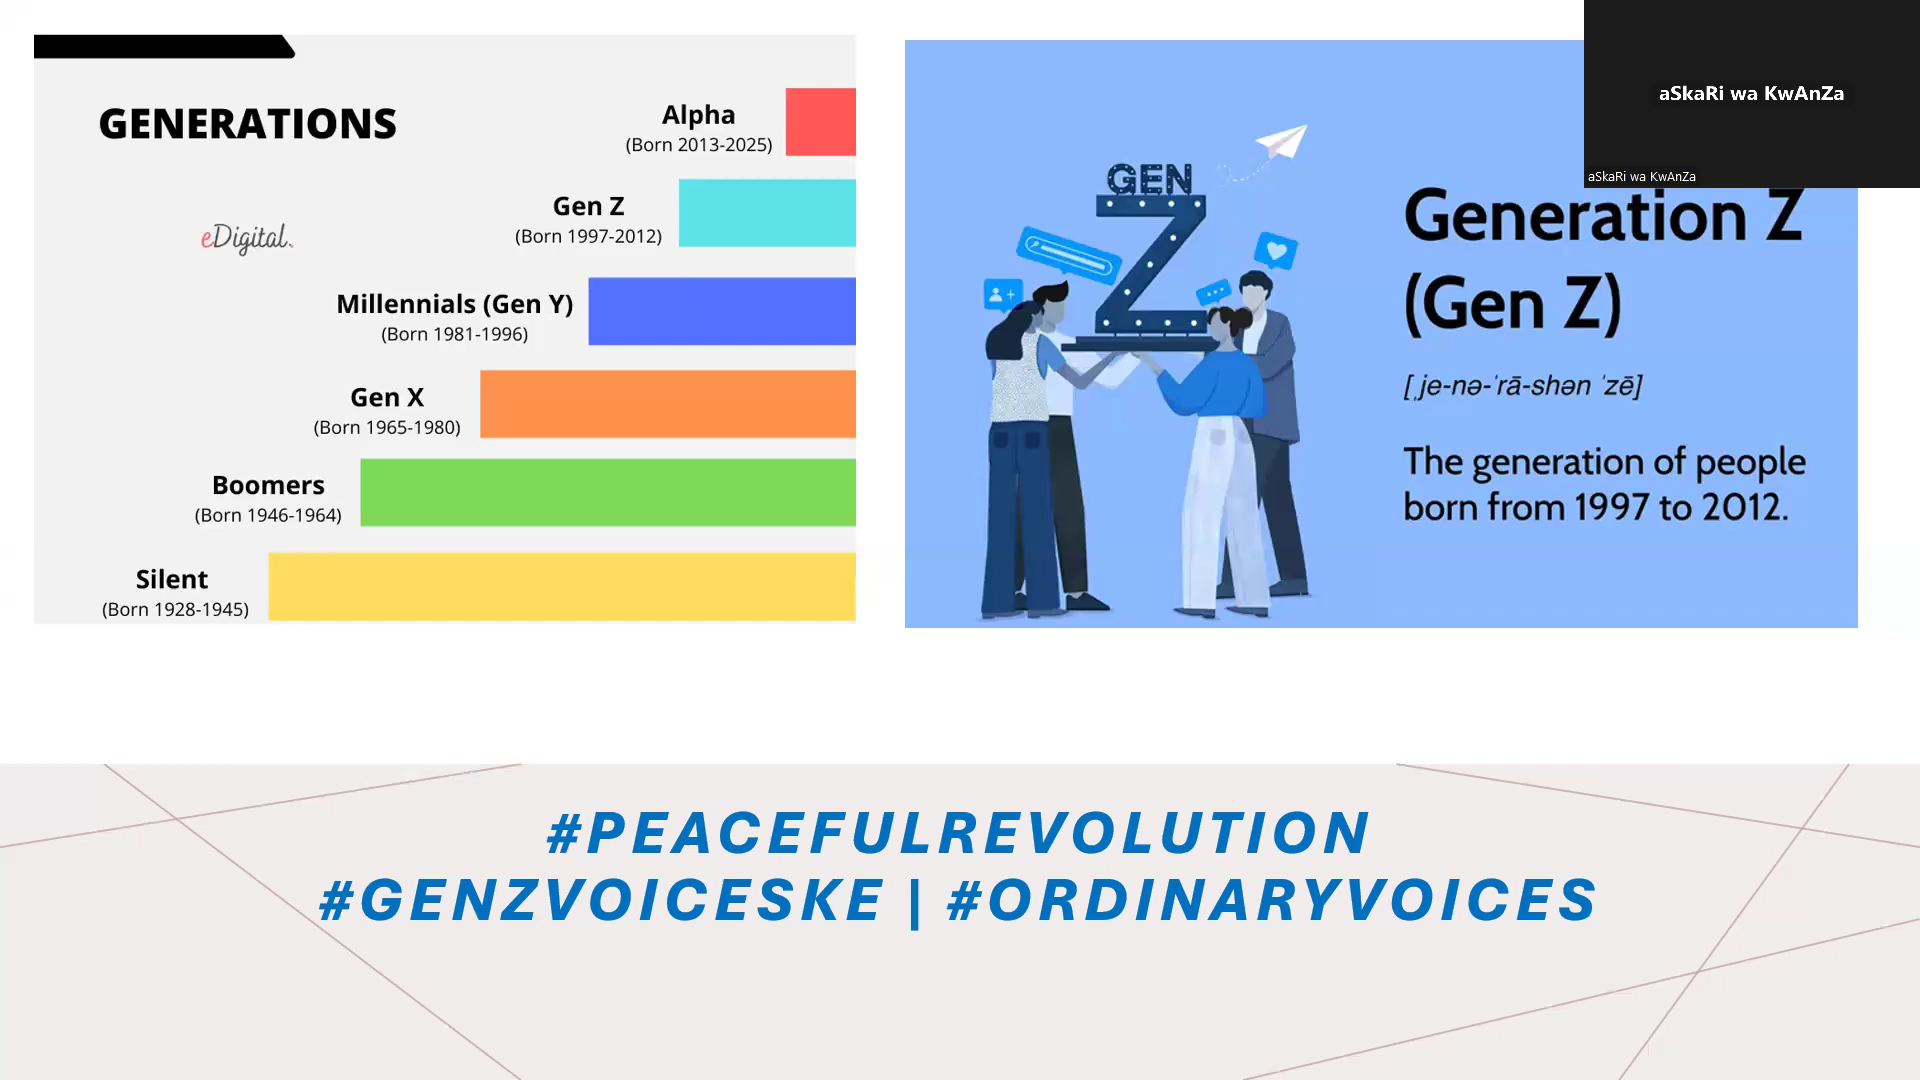 GENERATIONS
eDigital.
Alpha
(Born 2013-2025)
Gen Z
(Born 1997-2012)
Millennials (Gen Y)
(Born 1981-1996)
Gen X
(Born 1965-1980)
Boomers
(Born 1946-1964)
Silent
(Born 1928-1945)
GEN
Z
Generation Z
(Gen Z)
[ˌje-nə-ˈrā-shən ˈzē]
The generation of people
born from 1997 to 2012.
aSkaRi wa KwAnZa
aSkaRi wa KwAnZa
#PEACEFULREVOLUTION
#GENZVOICESKE | #ORDINARYVOICES